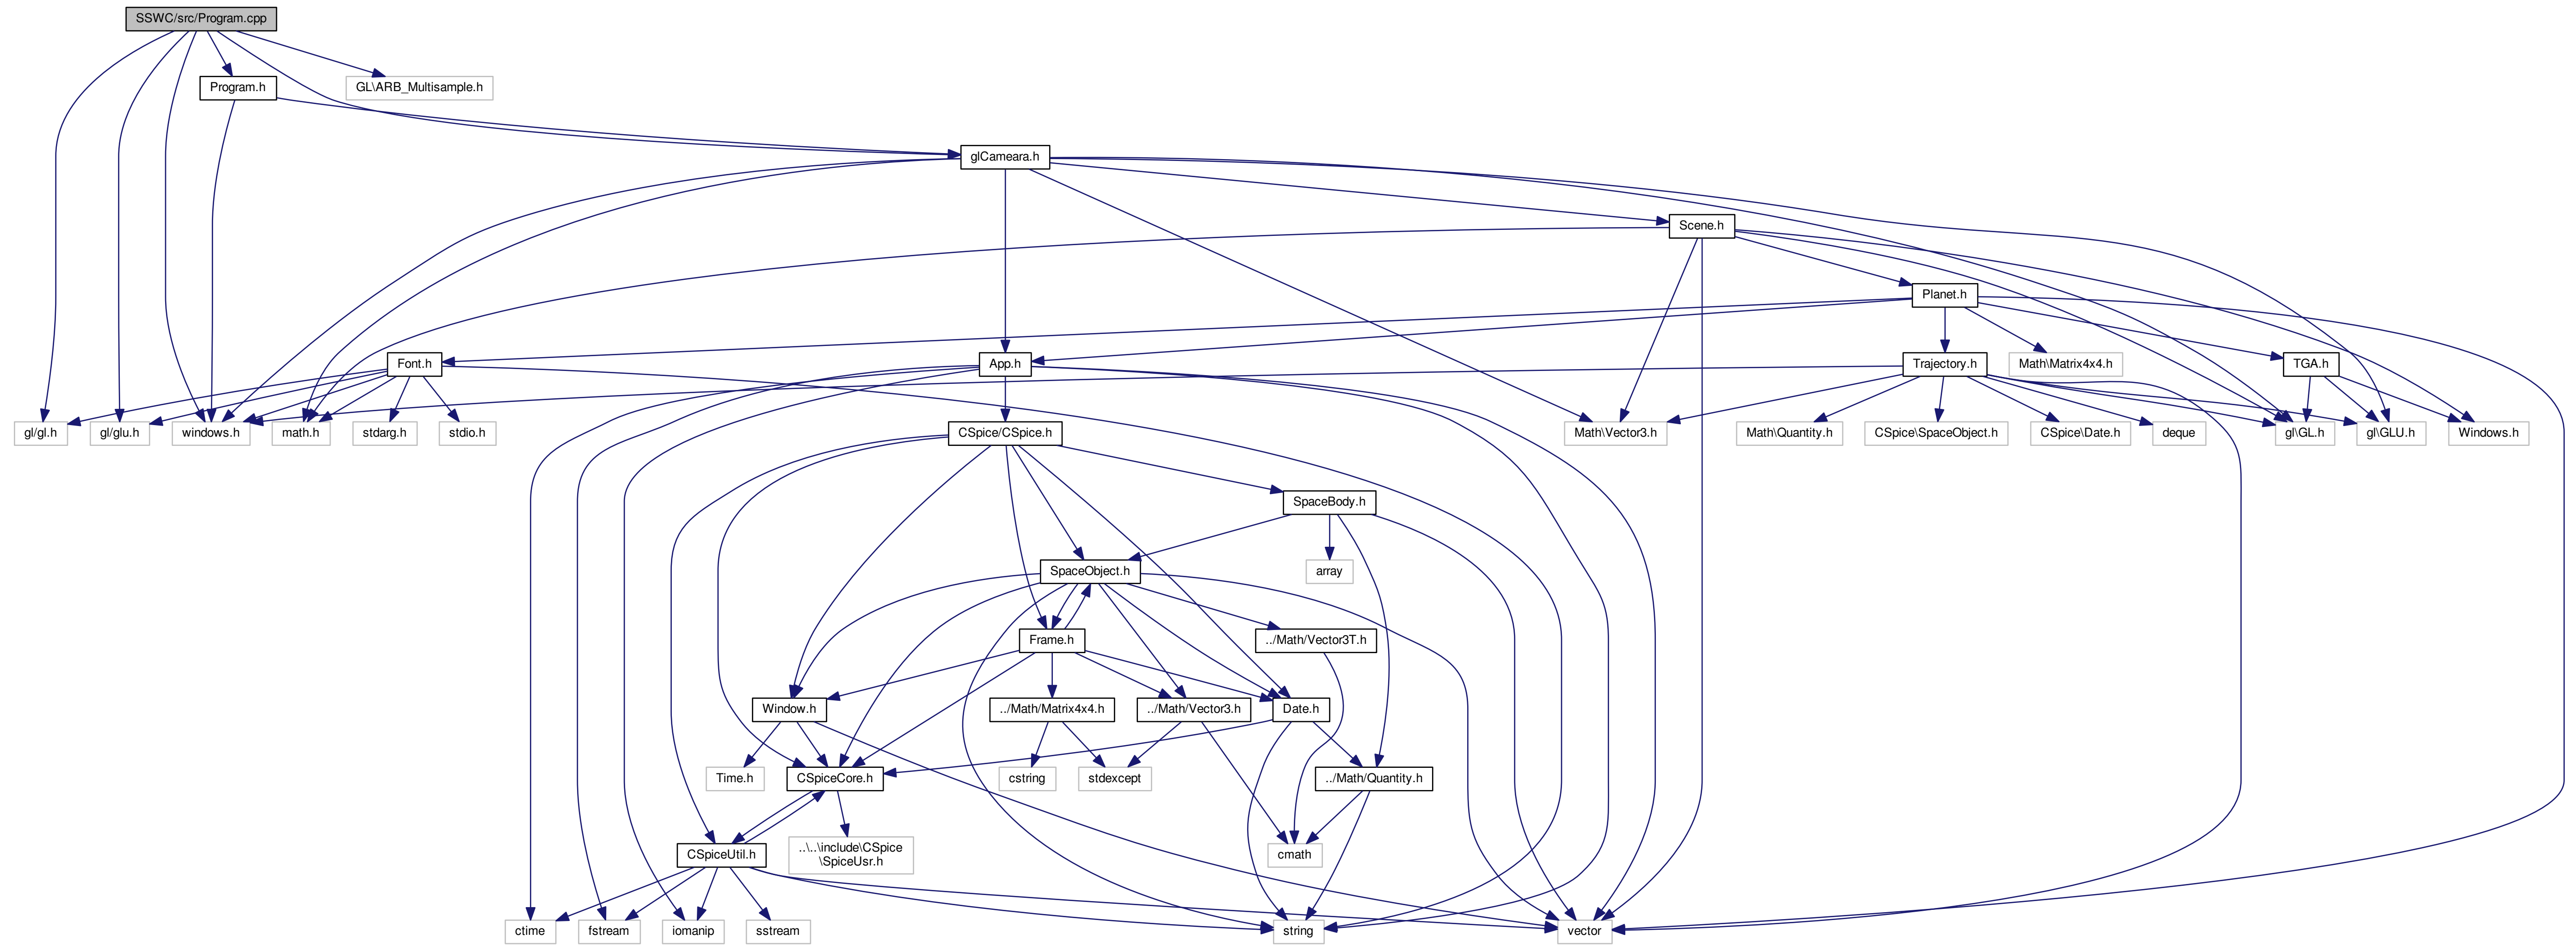 SSWC/src/Program.cpp
Program.h
GL\ARB_Multisample.h
glCameara.h
Scene.h
Planet.h
Font.h
App.h
Trajectory.h
Math\Matrix4x4.h
TGA.h
gl/gl.h
gl/glu.h
windows.h
math.h
stdarg.h
stdio.h
CSpice/CSpice.h
Math\Vector3.h
Math\Quantity.h
CSpice\SpaceObject.h
CSpice\Date.h
deque
gl\GL.h
gl\GLU.h
Windows.h
SpaceBody.h
SpaceObject.h
array
Frame.h
../Math/Vector3T.h
Window.h
../Math/Matrix4x4.h
../Math/Vector3.h
Date.h
Time.h
CSpiceCore.h
cstring
stdexcept
../Math/Quantity.h
CSpiceUtil.h
..\..\include\CSpice
\SpiceUsr.h
cmath
ctime
fstream
iomanip
sstream
string
vector